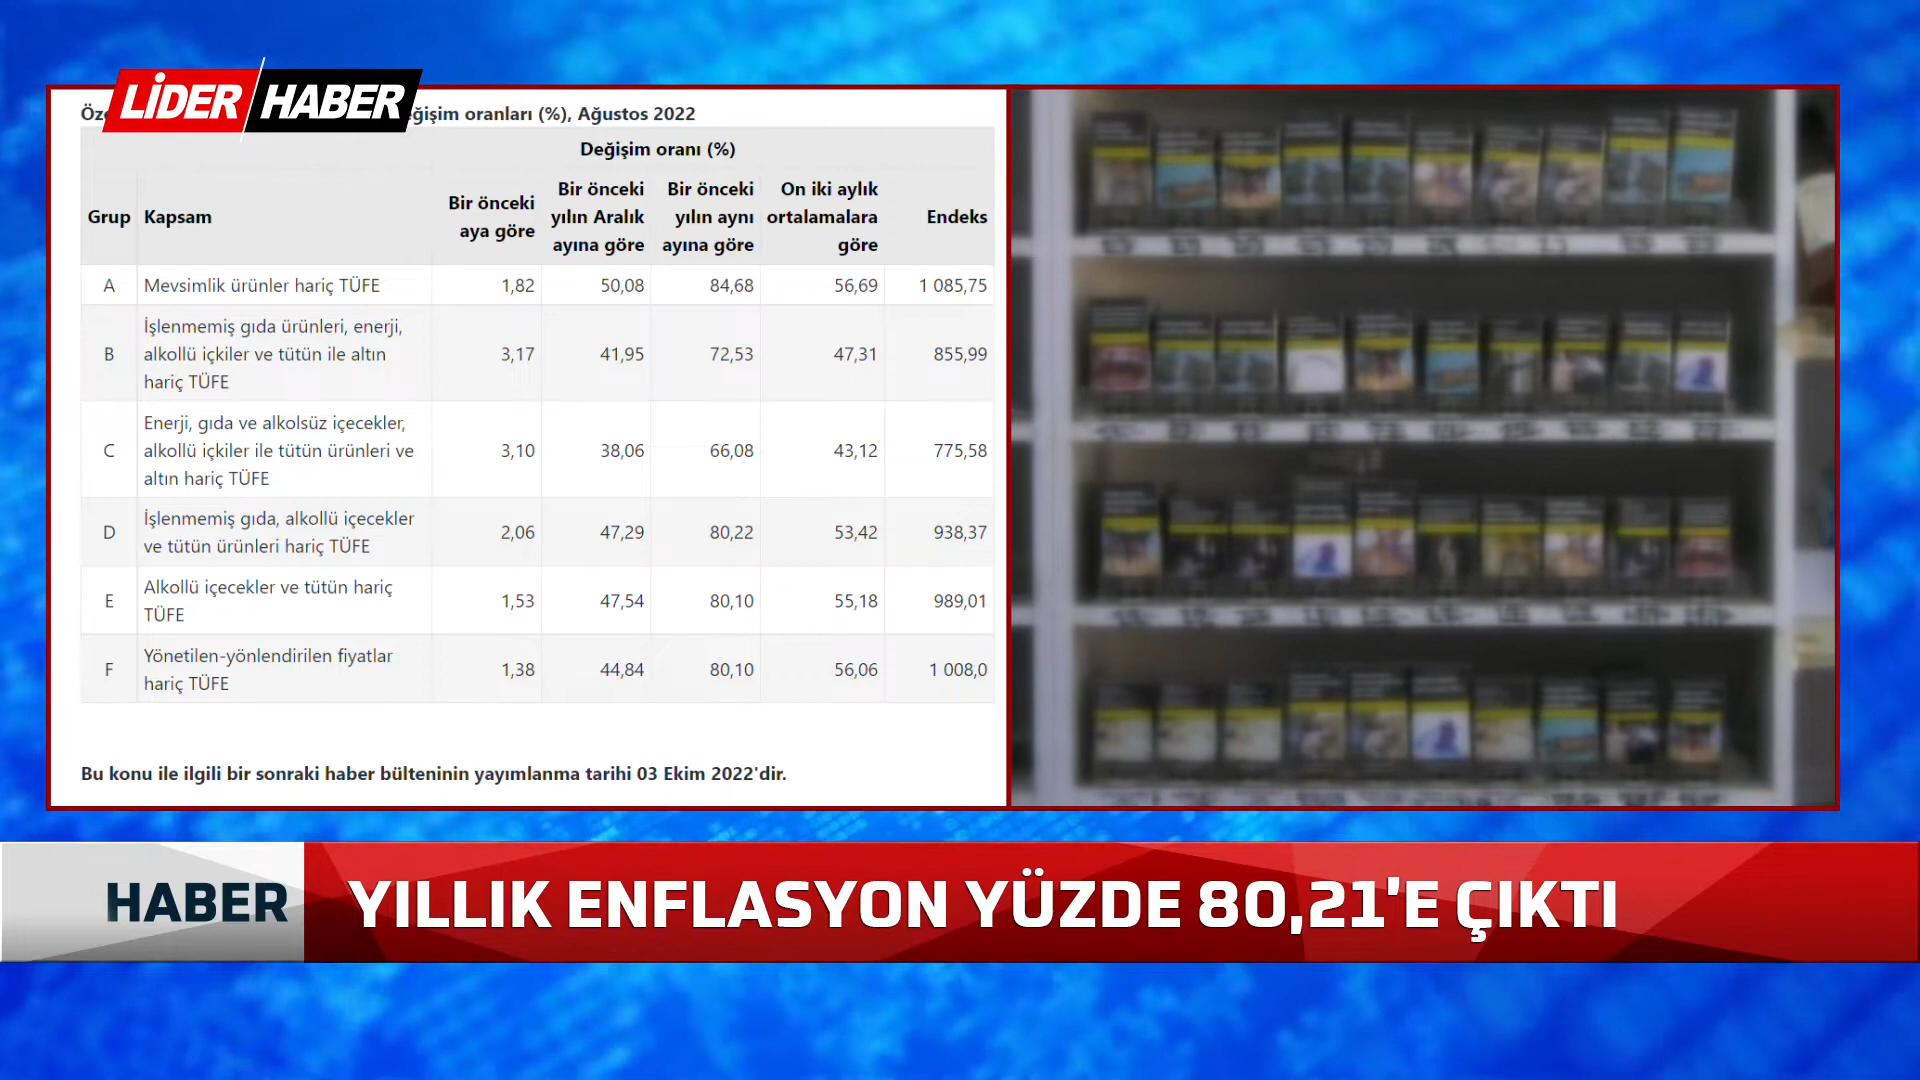 LİDER HABER
ğişim oranları (%), Ağustos 2022
Değişim oranı (%)
Grup Kapsam Bir önceki aya göre Bir önceki yılın Aralık ayına göre Bir önceki yılın aynı ayına göre On iki aylık ortalamalara göre Endeks
A Mevsimlik ürünler hariç TÜFE 1,82 50,08 84,68 56,69 1 085,75
B İşlenmemiş gıda ürünleri, enerji, alkollü içkiler ve tütün ile altın hariç TÜFE 3,17 41,95 72,53 47,31 855,99
C Enerji, gıda ve alkolsüz içecekler, alkollü içkiler ile tütün ürünleri ve altın hariç TÜFE 3,10 38,06 66,08 43,12 775,58
D İşlenmemiş gıda, alkollü içecekler ve tütün ürünleri hariç TÜFE 2,06 47,29 80,22 53,42 938,37
E Alkollü içecekler ve tütün hariç TÜFE 1,53 47,54 80,10 55,18 989,01
F Yönetilen-yönlendirilen fiyatlar hariç TÜFE 1,38 44,84 80,10 56,06 1 008,0
Bu konu ile ilgili bir sonraki haber bülteninin yayımlanma tarihi 03 Ekim 2022'dir.
HABER
YILLIK ENFLASYON YÜZDE 80,21'E ÇIKTI